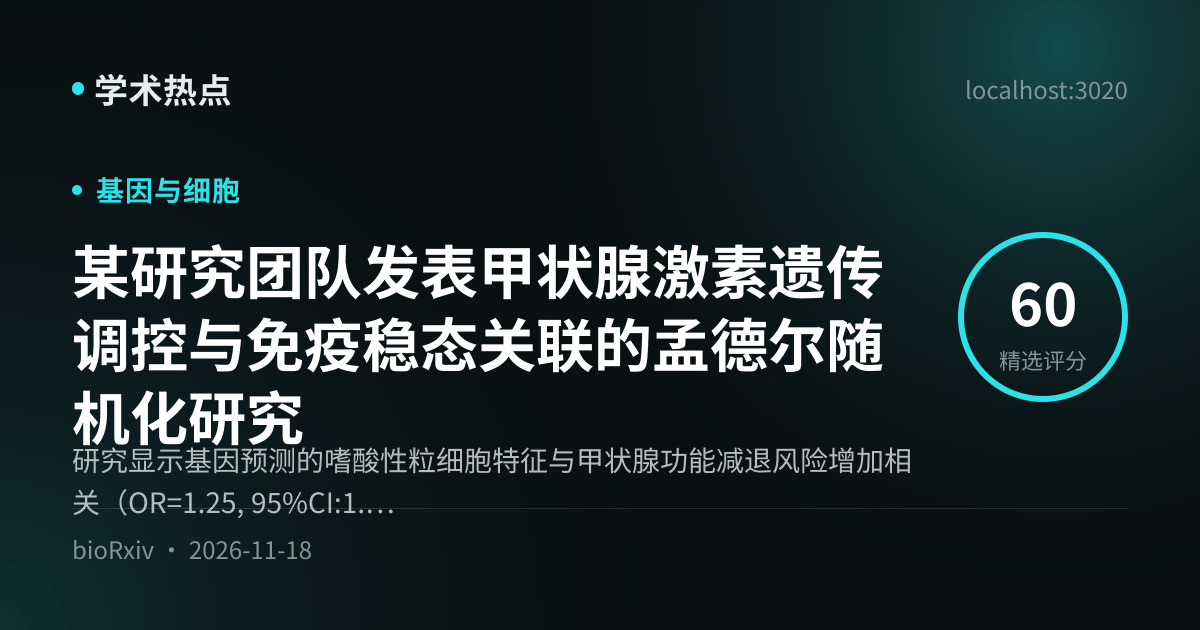 学术热点
localhost:3020
基因与细胞
某研究团队发表甲状腺激素遗传
调控与免疫稳态关联的孟德尔随
机化研究
60
精选评分
研究显示基因预测的嗜酸性粒细胞特征与甲状腺功能减退风险增加相
关（OR=1.25, 95%CI:1.…
bioRxiv · 2026-11-18